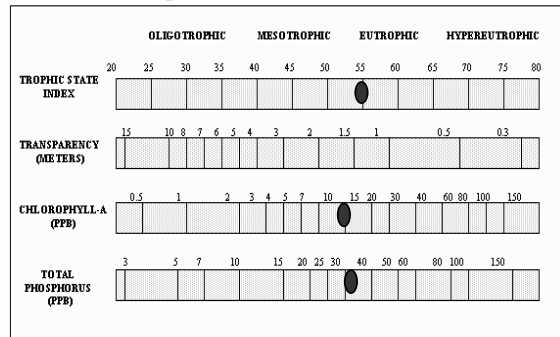 OLIGOTROPHIC MESOTROPHIC EUTROPHIC HYPEREUTROPHIC
20 25 30 35 40 45 50 55 60 65 70 75 80
TROPHIC STATE
INDEX
15 10 8 7 6 5 4 3 2 1.5 1 0.5 0.3
TRANSPARENCY
(METERS)
0.5 1 2 3 4 5 7 10 15 20 30 40 60 80 100 150
CHLOROPHYLL-A
(PPB)
3 5 7 10 15 20 25 30 40 50 60 80 100 150
TOTAL
PHOSPHORUS
(PPB)